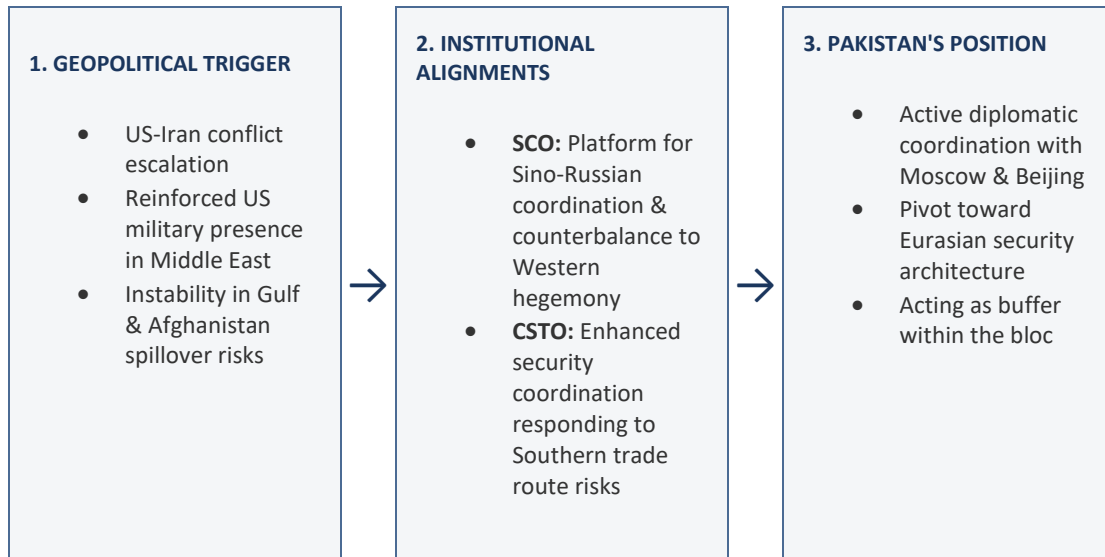 1. GEOPOLITICAL TRIGGER
• US-Iran conflict
escalation
• Reinforced US
military presence
in Middle East
• Instability in Gulf
& Afghanistan
spillover risks
→
2. INSTITUTIONAL
ALIGNMENTS
• SCO: Platform for
Sino-Russian
coordination &
counterbalance to
Western
hegemony
• CSTO: Enhanced
security
coordination
responding to
Southern trade
route risks
→
3. PAKISTAN'S POSITION
• Active diplomatic
coordination with
Moscow & Beijing
• Pivot toward
Eurasian security
architecture
• Acting as buffer
within the bloc